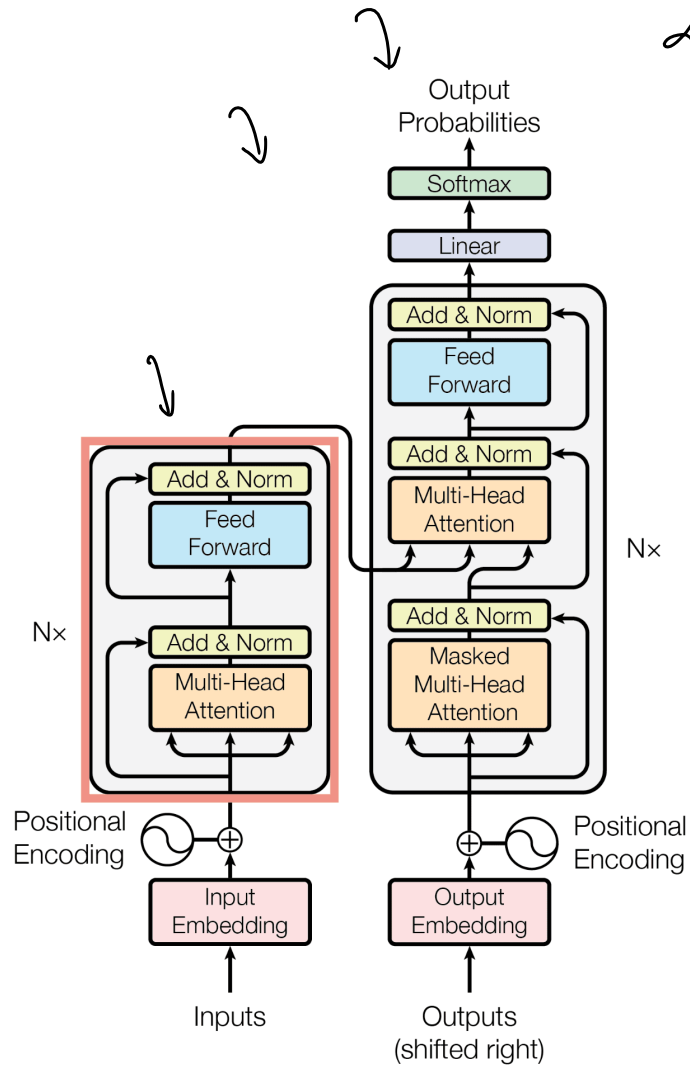 Output
Probabilities
Softmax
Linear
Add & Norm
Feed
Forward
Add & Norm
Multi-Head
Attention
Nx
Add & Norm
Masked
Multi-Head
Attention
Add & Norm
Feed
Forward
Nx
Add & Norm
Multi-Head
Attention
Positional
Encoding
Positional
Encoding
Input
Embedding
Output
Embedding
Inputs
Outputs
(shifted right)